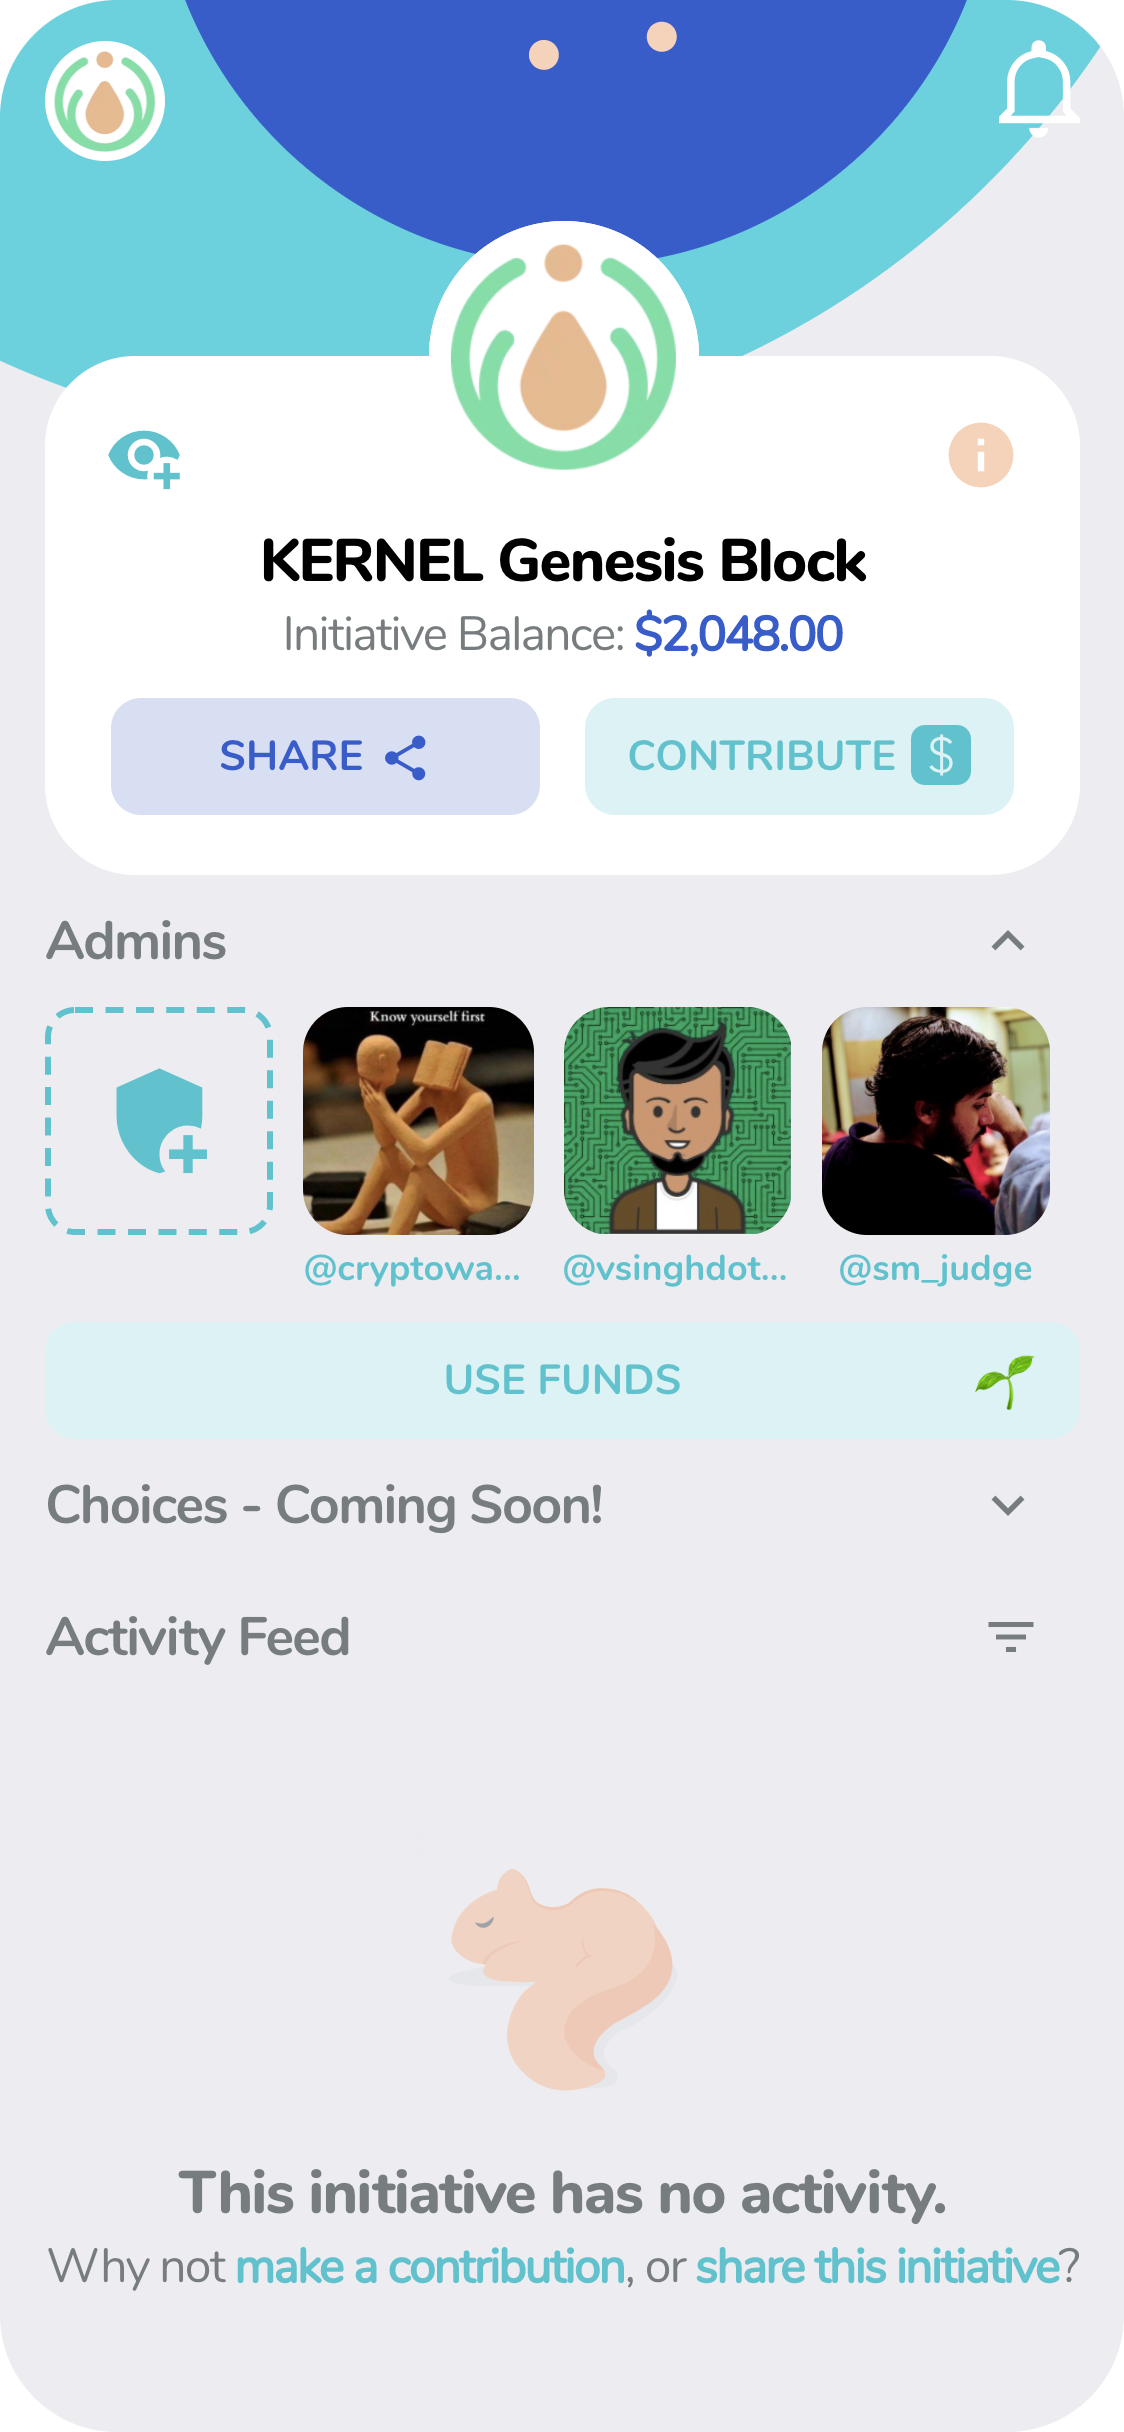 KERNEL Genesis Block
Initiative Balance: $2,048.00
SHARE
CONTRIBUTE $
Admins
Know yourself first
@cryptowa...
@vsinghdot...
@sm_judge
USE FUNDS
Choices - Coming Soon!
Activity Feed
This initiative has no activity.
Why not make a contribution, or share this initiative?